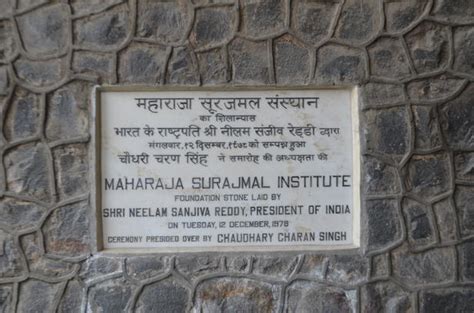 महाराजा सूरजमल संस्थान
का शिलान्यास
भारत के राष्ट्रपति श्री नीलम संजीव रेड्डी द्वारा
मंगलवार, १२ दिसम्बर, १९७८ को सम्पन्न हुआ
चौधरी चरण सिंह ने समारोह की अध्यक्षता की
MAHARAJA SURAJMAL INSTITUTE
FOUNDATION STONE LAID BY
SHRI NEELAM SANJIVA REDDY, PRESIDENT OF INDIA
ON TUESDAY, 12 DECEMBER, 1978
CEREMONY PRESIDED OVER BY CHAUDHARY CHARAN SINGH